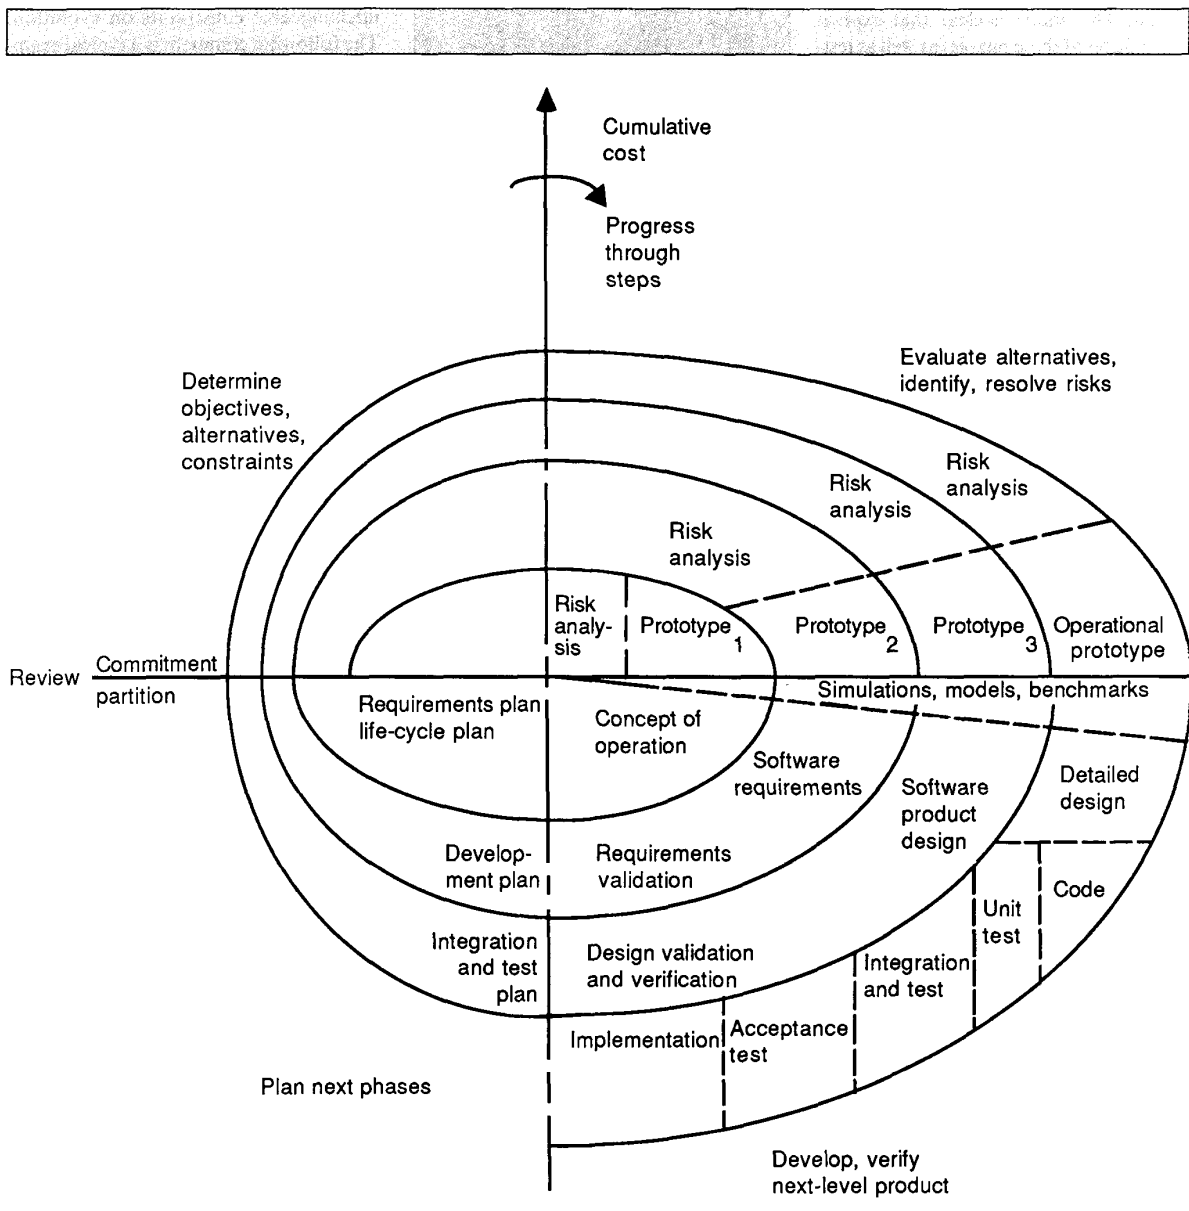 Cumulative
cost
Progress
through
steps
Evaluate alternatives,
identify, resolve risks
Determine
objectives,
alternatives,
constraints
Risk
analysis
Risk
analysis
Risk
analysis
Risk
analy-
sis
Prototype 1
Prototype 2
Prototype 3
Operational
prototype
Review
Commitment
partition
Simulations, models, benchmarks
Requirements plan
life-cycle plan
Concept of
operation
Software
requirements
Software
product
design
Detailed
design
Develop-
ment plan
Requirements
validation
Code
Unit
test
Integration
and test
plan
Design validation
and verification
Integration
and test
Implementation
Acceptance
test
Plan next phases
Develop, verify
next-level product